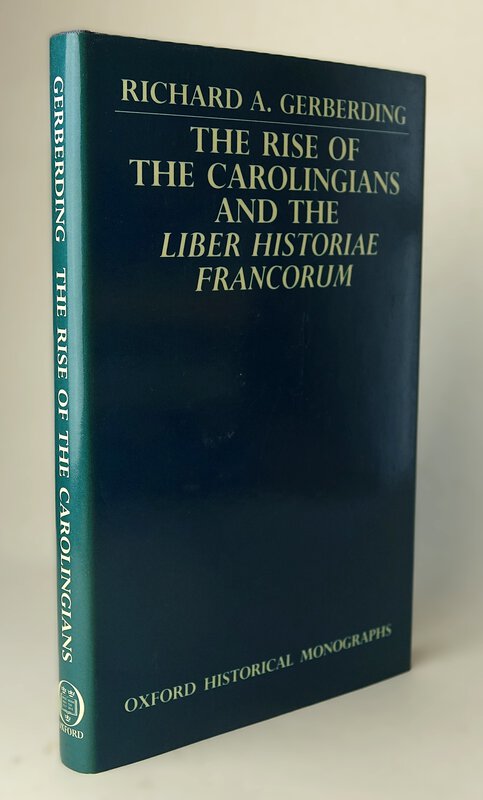 RICHARD A. GERBERDING
THE RISE OF
THE CAROLINGIANS
AND THE
LIBER HISTORIAE
FRANCORUM
OXFORD HISTORICAL MONOGRAPHS
GERBERDING THE RISE OF THE CAROLINGIANS
OXFORD